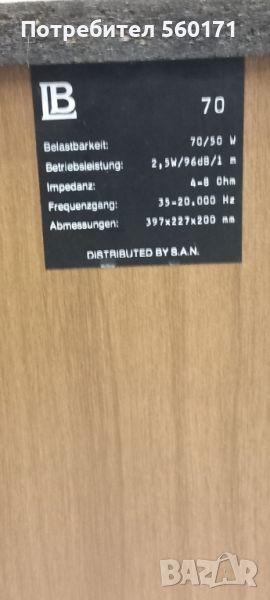 Потребител 560171
LB 70
Belastbarkeit: 70/50 W
Betriebsleistung: 2,5W/96dB/1 m
Impedanz: 4-8 Ohm
Frequenzgang: 35-20.000 Hz
Abmessungen: 397x227x200 mm
DISTRIBUTED BY S.A.N.
BAZAR